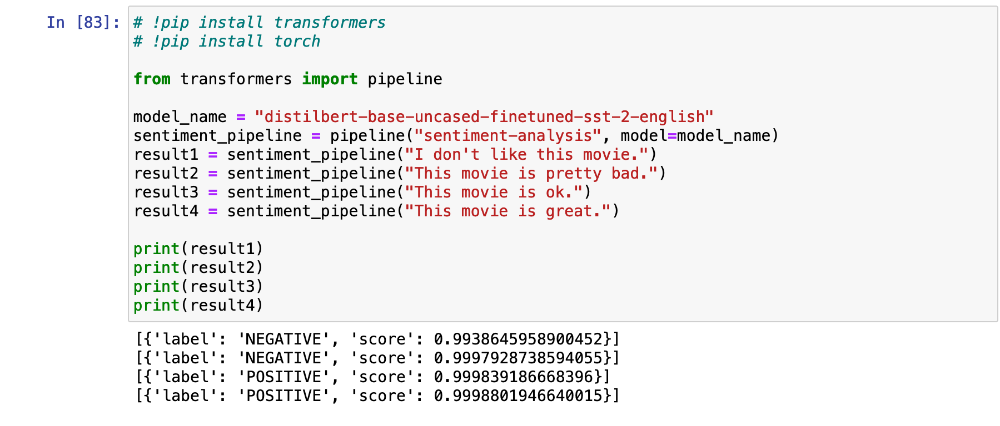 In [83]: # !pip install transformers
# !pip install torch
from transformers import pipeline
model_name = "distilbert-base-uncased-finetuned-sst-2-english"
sentiment_pipeline = pipeline("sentiment-analysis", model=model_name)
result1 = sentiment_pipeline("I don't like this movie.")
result2 = sentiment_pipeline("This movie is pretty bad.")
result3 = sentiment_pipeline("This movie is ok.")
result4 = sentiment_pipeline("This movie is great.")
print(result1)
print(result2)
print(result3)
print(result4)
[{'label': 'NEGATIVE', 'score': 0.9938645958900452}]
[{'label': 'NEGATIVE', 'score': 0.9997928738594055}]
[{'label': 'POSITIVE', 'score': 0.999839186668396}]
[{'label': 'POSITIVE', 'score': 0.9998801946640015}]